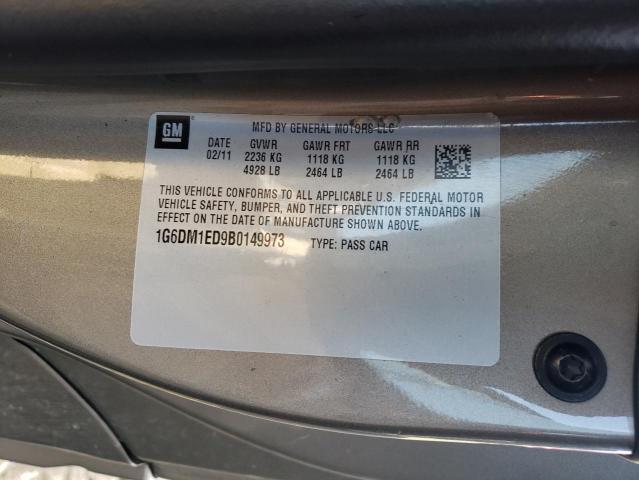 GM
MFD BY GENERAL MOTORS LLC
DATE GVWR GAWR FRT GAWR RR
02/11 2236 KG 1118 KG 1118 KG
4928 LB 2464 LB 2464 LB
THIS VEHICLE CONFORMS TO ALL APPLICABLE U.S. FEDERAL MOTOR
VEHICLE SAFETY, BUMPER, AND THEFT PREVENTION STANDARDS IN
EFFECT ON THE DATE OF MANUFACTURE SHOWN ABOVE.
1G6DM1ED9B0149973 TYPE: PASS CAR